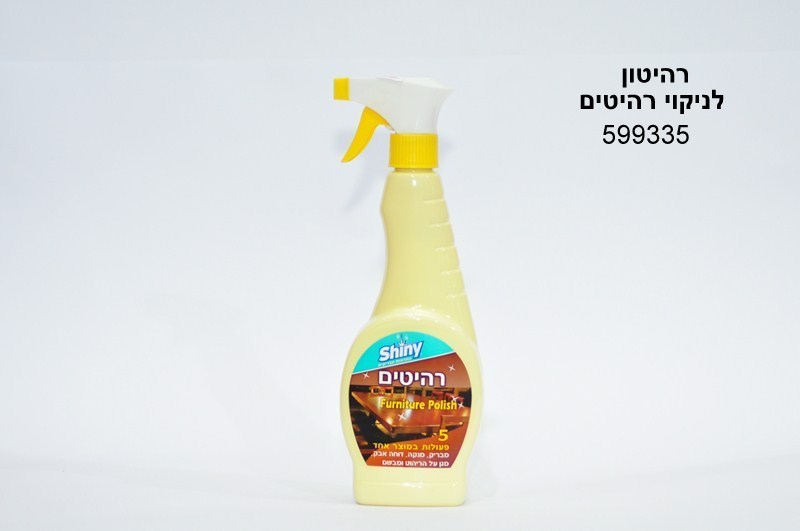 רהיטון
לניקוי רהיטים
599335
Shiny
רהיטים
Furniture Polish
5
פעולות במוצר אחד
מבריק, מנקה, דוחה אבק,
מגן על הריהוט ומבשם